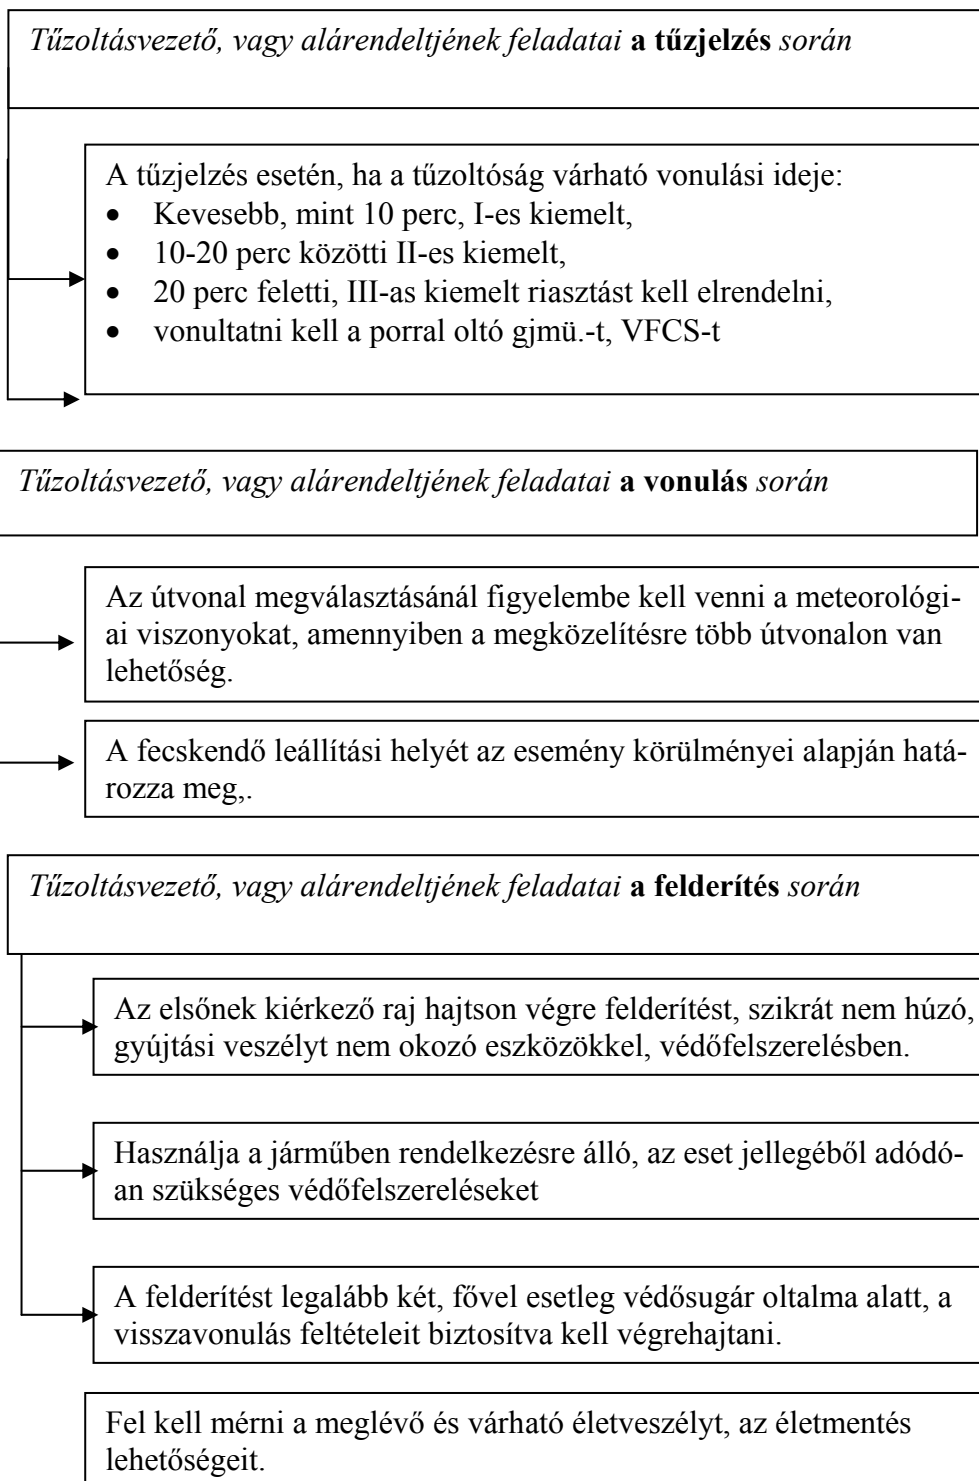 Tűzoltásvezető, vagy alárendeltjének feladatai a tűzjelzés során
A tűzjelzés esetén, ha a tűzoltóság várható vonulási ideje:
• Kevesebb, mint 10 perc, I-es kiemelt,
• 10-20 perc közötti II-es kiemelt,
• 20 perc feletti, III-as kiemelt riasztást kell elrendelni,
• vonultatni kell a porral oltó gjmü.-t, VFCS-t
Tűzoltásvezető, vagy alárendeltjének feladatai a vonulás során
Az útvonal megválasztásánál figyelembe kell venni a meteorológi-
ai viszonyokat, amennyiben a megközelítésre több útvonalon van
lehetőség.
A fecskendő leállítási helyét az esemény körülményei alapján hatá-
rozza meg,.
Tűzoltásvezető, vagy alárendeltjének feladatai a felderítés során
Az elsőnek kiérkező raj hajtson végre felderítést, szikrát nem húzó,
gyújtási veszélyt nem okozó eszközökkel, védőfelszerelésben.
Használja a járműben rendelkezésre álló, az eset jellegéből adódó-
an szükséges védőfelszereléseket
A felderítést legalább két, fővel esetleg védősugár oltalma alatt, a
visszavonulás feltételeit biztosítva kell végrehajtani.
Fel kell mérni a meglévő és várható életveszélyt, az életmentés
lehetőségeit.